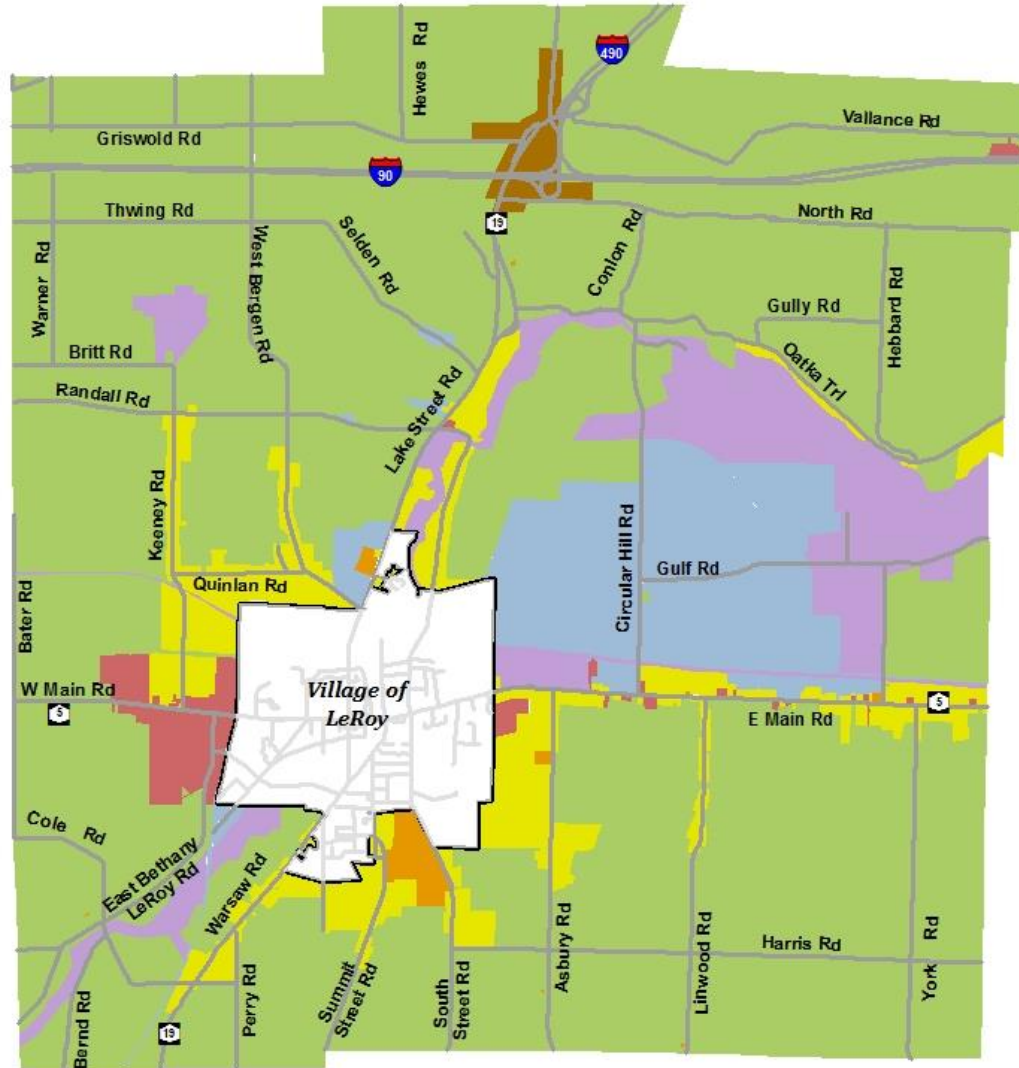 Hewes Rd
490
Vallance Rd
Griswold Rd
90
Thwing Rd
19
North Rd
Warner Rd
West Bergen Rd
Selden Rd
Conlon Rd
Hebbard Rd
Gully Rd
Britt Rd
Oatka Trl
Randall Rd
Lake Street Rd
Keeney Rd
Circular Hill Rd
Gulf Rd
Quinlan Rd
Bater Rd
W Main Rd
5
Village of
LeRoy
E Main Rd
5
Cole Rd
East Bethany
LeRoy Rd
Warsaw Rd
Harris Rd
Asbury Rd
Linwood Rd
York Rd
Perry Rd
Summit
Street Rd
South
Street Rd
Bernd Rd
19